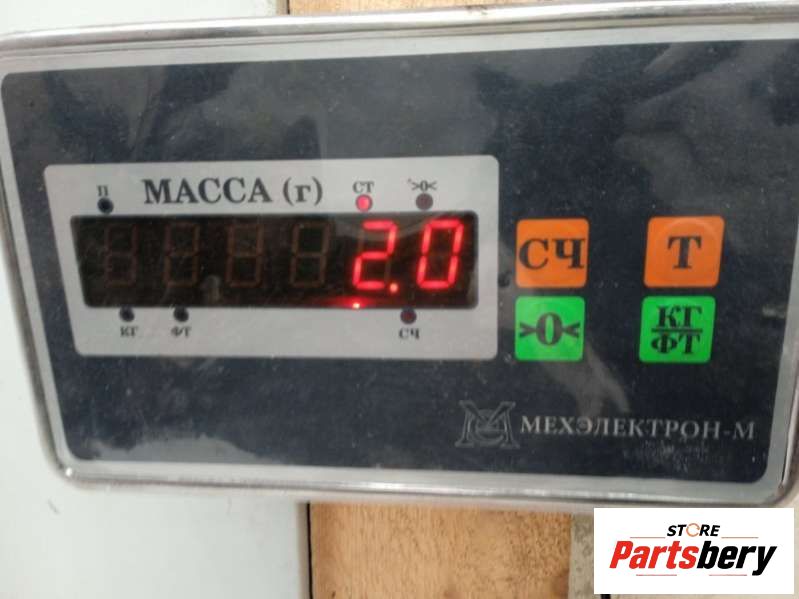 П МАССА (г) СТ >0<
2.0
КГ ФТ СЧ
СЧ Т
>0< КГ/ФТ
МЕХЭЛЕКТРОН-М
STORE
Partsbery